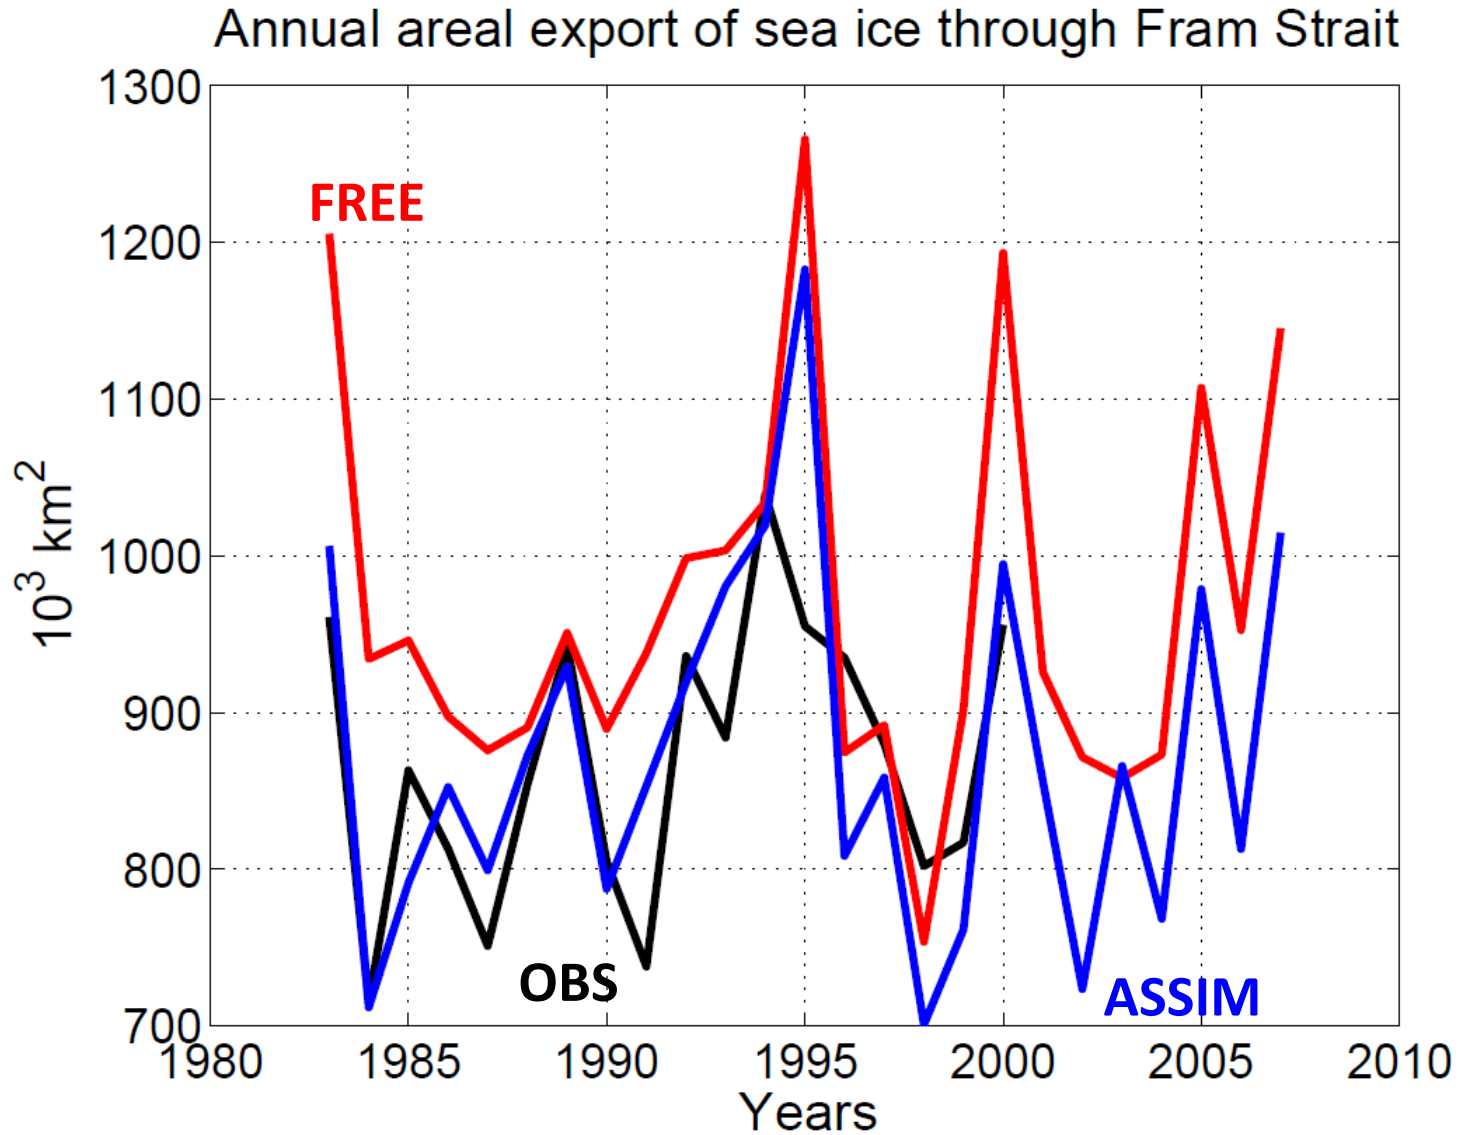 Annual areal export of sea ice through Fram Strait
1300
1200
1100
1000
900
800
700
10³ km²
FREE
OBS
ASSIM
1980 1985 1990 1995 2000 2005 2010
Years